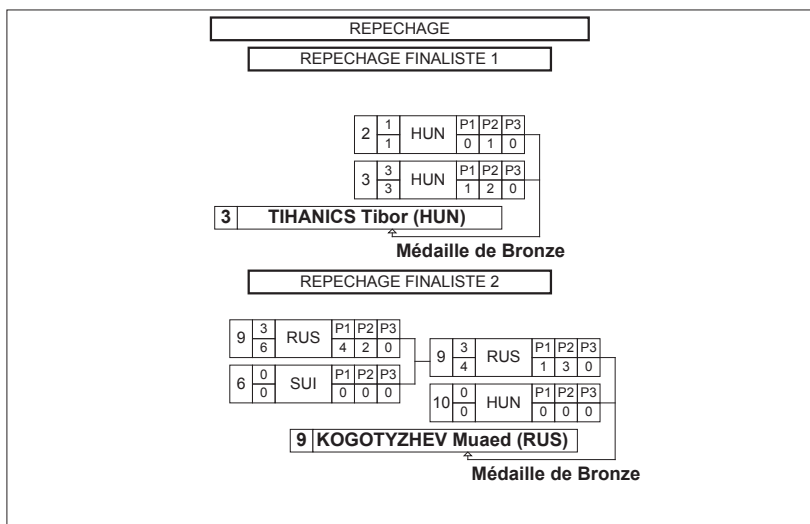 REPECHAGE
REPECHAGE FINALISTE 1
2 1 HUN P1 P2 P3
1 0 1 0
3 3 HUN P1 P2 P3
3 1 2 0
3 TIHANICS Tibor (HUN)
Médaille de Bronze
REPECHAGE FINALISTE 2
9 3 RUS P1 P2 P3
6 4 2 0
9 3 RUS P1 P2 P3
4 1 3 0
6 0 SUI P1 P2 P3
0 0 0 0
10 0 HUN P1 P2 P3
0 0 0 0
9 KOGOTYZHEV Muaed (RUS)
Médaille de Bronze